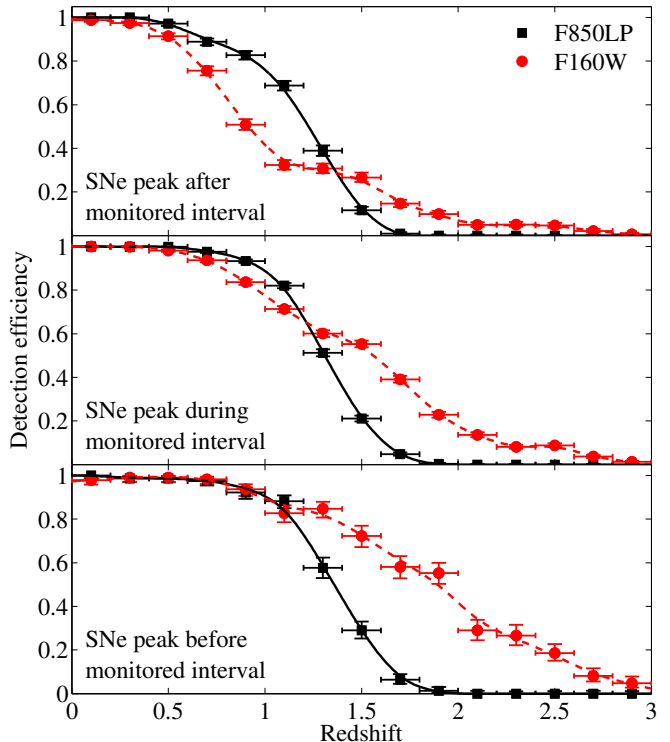 1
0.8
0.6
0.4
0.2
F850LP
F160W
SNe peak after
monitored interval
Detection efficiency
1
0.8
0.6
0.4
0.2
SNe peak during
monitored interval
1
0.8
0.6
0.4
0.2
0
SNe peak before
monitored interval
0 0.5 1 1.5 2 2.5 3
Redshift